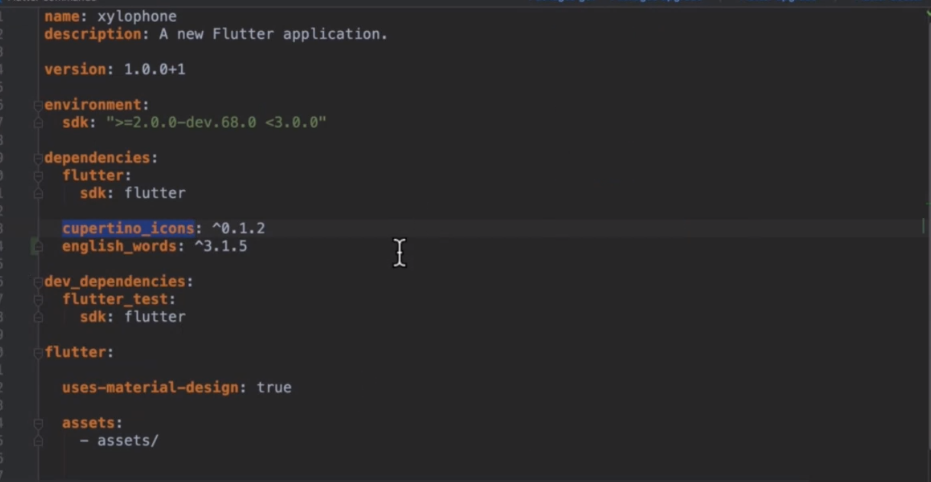 name: xylophone
description: A new Flutter application.
version: 1.0.0+1
environment:
sdk: ">=2.0.0-dev.68.0 <3.0.0"
dependencies:
flutter:
sdk: flutter
cupertino_icons: ^0.1.2
english_words: ^3.1.5
dev_dependencies:
flutter_test:
sdk: flutter
flutter:
uses-material-design: true
assets:
- assets/